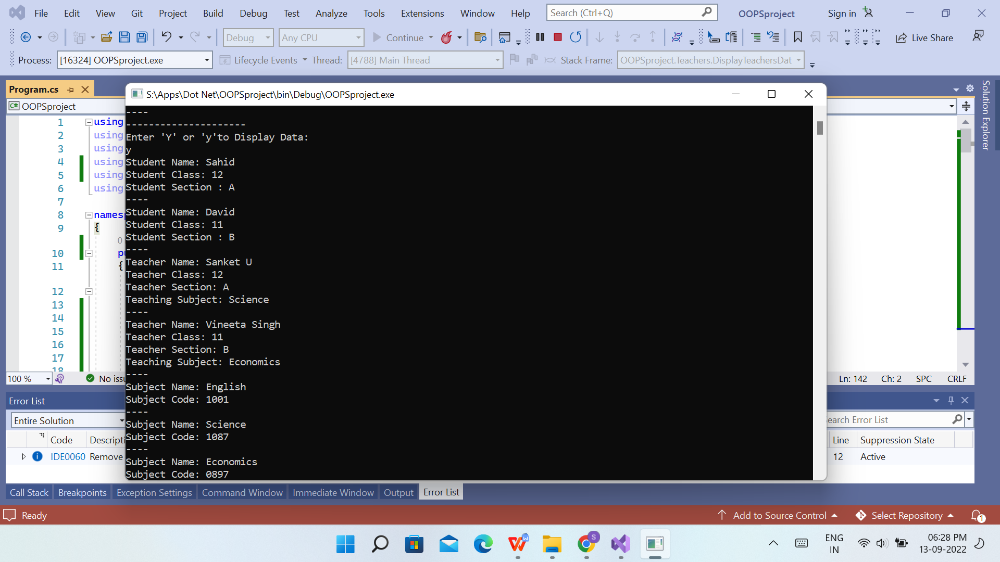 File Edit View Git Project Build Debug Test Analyze Tools Extensions Window Help Search (Ctrl+Q) OOPSproject Sign in
Debug Any CPU Continue Live Share
Process: [16324] OOPSproject.exe Lifecycle Events Thread: [4788] Main Thread Stack Frame: OOPSproject.Teachers.DisplayTeachersDat
Program.cs
OOPSproject
S:\Apps\Dot Net\OOPSproject\bin\Debug\OOPSproject.exe
Solution Explorer
1 using
2 using
3 using
4 using
5 using
6 using
7
8 namesp
9 {
0
10 pu
11 {
12
13
14
15
16
17
18
----
---------------------
Enter 'Y' or 'y'to Display Data:
y
Student Name: Sahid
Student Class: 12
Student Section : A
----
Student Name: David
Student Class: 11
Student Section : B
----
Teacher Name: Sanket U
Teacher Class: 12
Teacher Section: A
Teaching Subject: Science
----
Teacher Name: Vineeta Singh
Teacher Class: 11
Teacher Section: B
Teaching Subject: Economics
----
Subject Name: English
Subject Code: 1001
----
Subject Name: Science
Subject Code: 1087
----
Subject Name: Economics
Subject Code: 0897
100 % No issu Ln: 142 Ch: 2 SPC CRLF
Error List
Entire Solution earch Error List
Code Descripti Line Suppression State
IDE0060 Remove 12 Active
Call Stack Breakpoints Exception Settings Command Window Immediate Window Output Error List
Ready Add to Source Control Select Repository 1
ENG
IN
06:28 PM
13-09-2022